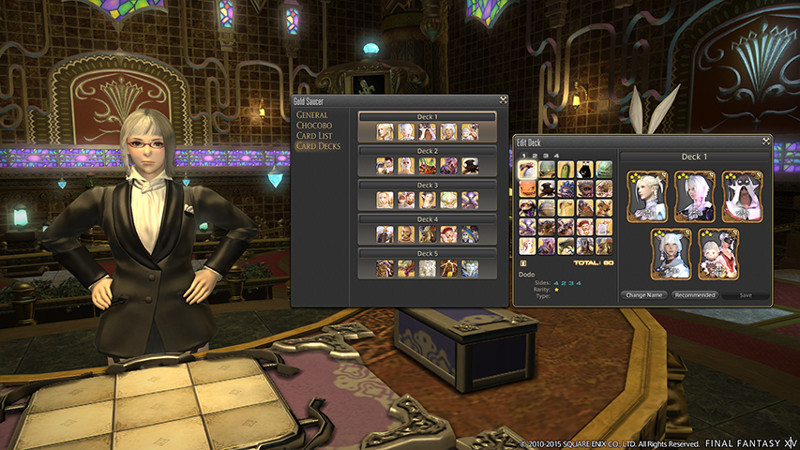 Gold Saucer
GENERAL
CHOCOBO
CARD LIST
CARD DECKS
Deck 1
Deck 2
Deck 3
Deck 4
Deck 5
Edit Deck
1 2 3 4
TOTAL: 80
Dodo
Sides: 4 2 3 4
Rarity: ★
Type:
Deck 1
Change Name Recommended Save
© 2010-2015 SQUARE ENIX CO., LTD. All Rights Reserved. FINAL FANTASY XIV